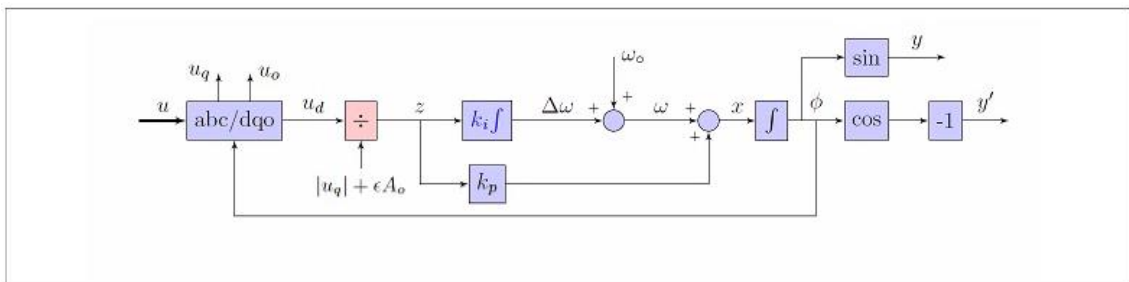 u_q
u_o
u
abc/dqo
u_d
÷
z
k_i∫
Δω
+
ω_o
+
ω
+
+
x
∫
ϕ
sin
y
cos
-1
y′
|u_q| + ϵA_o
k_p